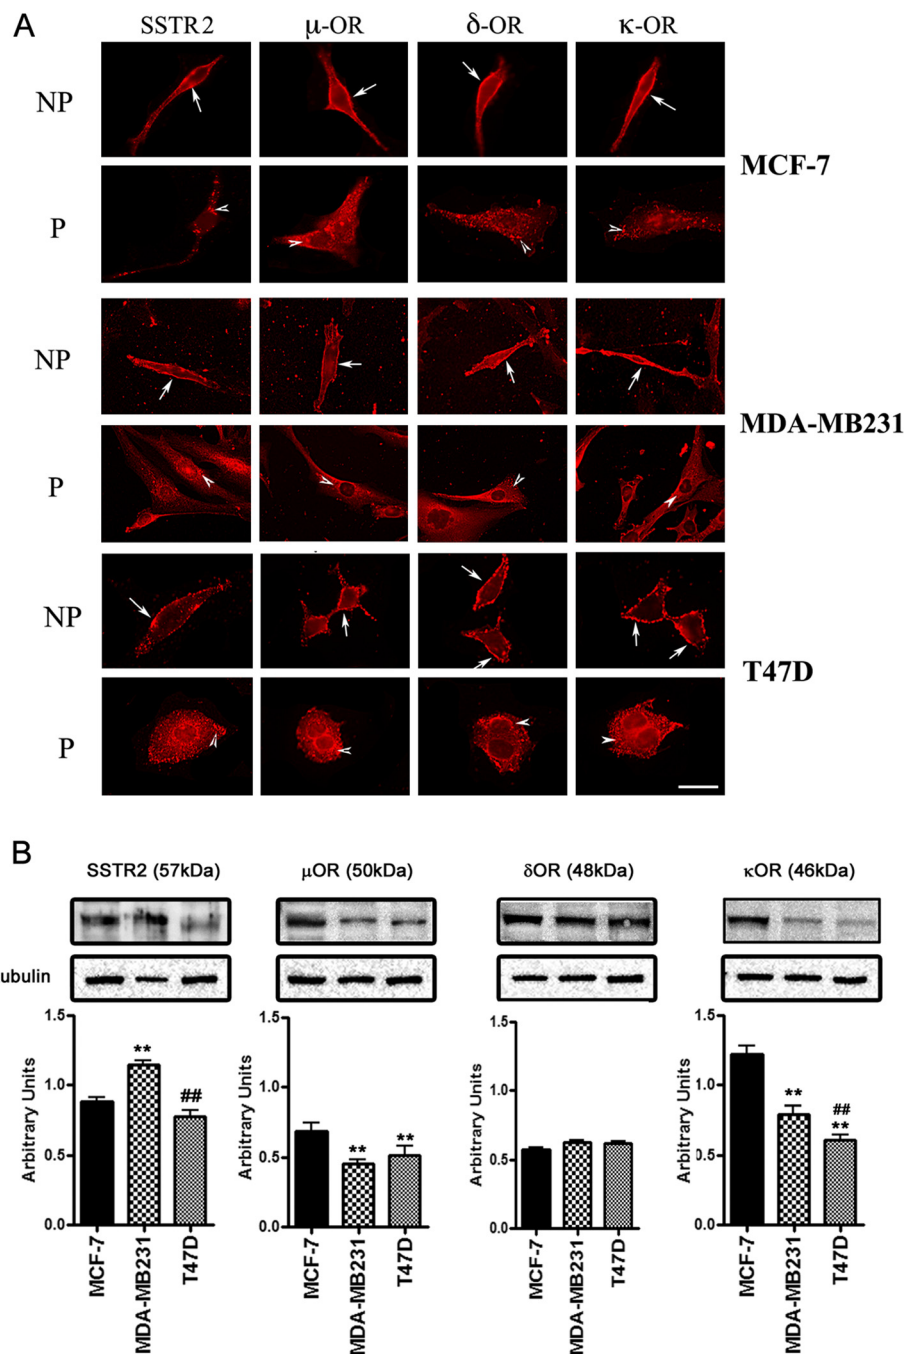 A
SSTR2 μ-OR δ-OR κ-OR
NP
MCF-7
P
NP
MDA-MB231
P
NP
T47D
P
B
SSTR2 (57kDa) μOR (50kDa) δOR (48kDa) κOR (46kDa)
ubulin
1.5 1.5 1.5 1.5
** ** ** ** ## ## **
1.0 1.0 1.0 1.0
0.5 0.5 0.5 0.5
0.0 0.0 0.0 0.0
Arbitrary Units Arbitrary Units Arbitrary Units Arbitrary Units
MCF-7 MDA-MB231 T47D MCF-7 MDA-MB231 T47D MCF-7 MDA-MB231 T47D MCF-7 MDA-MB231 T47D